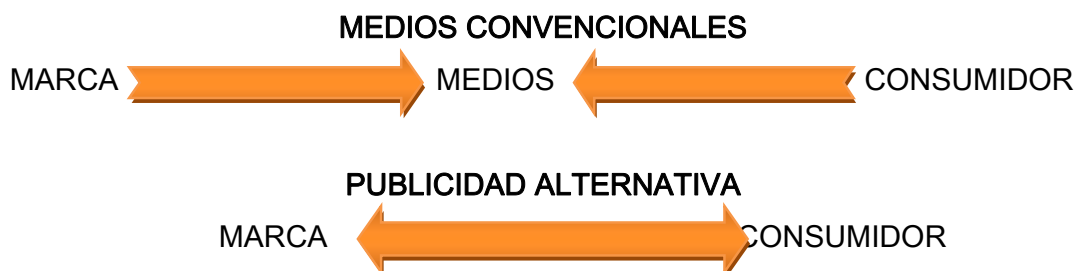 MEDIOS CONVENCIONALES
MARCA MEDIOS CONSUMIDOR
PUBLICIDAD ALTERNATIVA
MARCA CONSUMIDOR